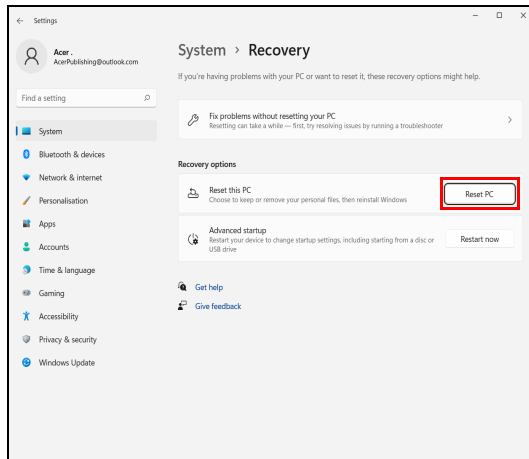 Settings
Acer .
AcerPublishing@outlook.com
Find a setting
System
Bluetooth & devices
Network & internet
Personalisation
Apps
Accounts
Time & language
Gaming
Accessibility
Privacy & security
Windows Update
System > Recovery
If you're having problems with your PC or want to reset it, these recovery options might help.
Fix problems without resetting your PC
Resetting can take a while — first, try resolving issues by running a troubleshooter
Recovery options
Reset this PC
Choose to keep or remove your personal files, then reinstall Windows
Reset PC
Advanced startup
Restart your device to change startup settings, including starting from a disc or
USB drive
Restart now
Get help
Give feedback